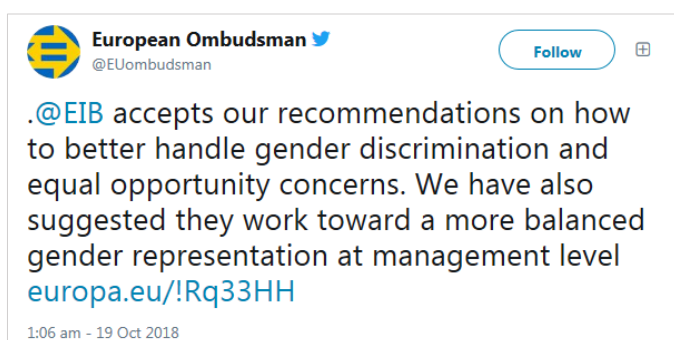 European Ombudsman
@EUombudsman
Follow
.@EIB accepts our recommendations on how
to better handle gender discrimination and
equal opportunity concerns. We have also
suggested they work toward a more balanced
gender representation at management level
europa.eu/!Rq33HH
1:06 am - 19 Oct 2018